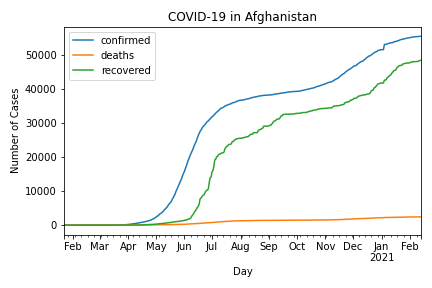 COVID-19 in Afghanistan
confirmed
deaths
recovered
Number of Cases
50000
40000
30000
20000
10000
0
Feb Mar Apr May Jun Jul Aug Sep Oct Nov Dec Jan Feb
2021
Day